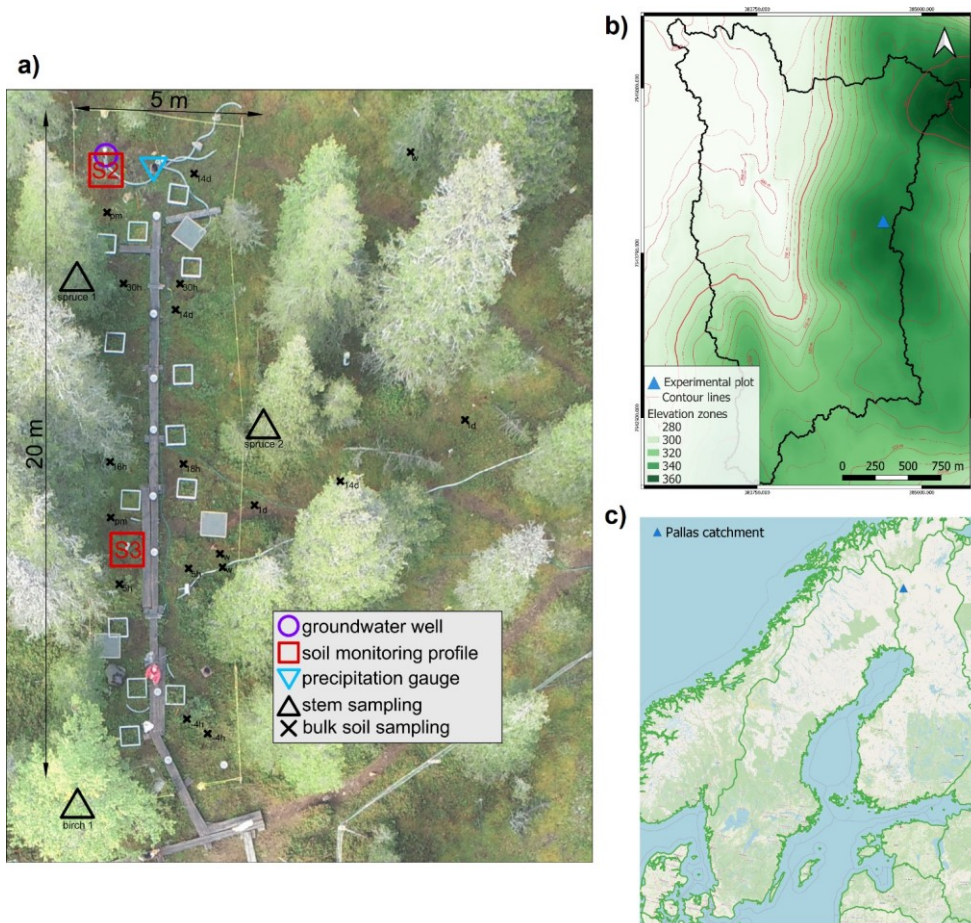 a)
5 m
20 m
S2
14d
w
pm
spruce 1
30h
30h
14d
spruce 2
d
16h
18h
14d
1d
pm
S3
w
5h
w
5h
groundwater well
soil monitoring profile
precipitation gauge
stem sampling
bulk soil sampling
-4h
-4h
birch 1
b)
Experimental plot
Contour lines
Elevation zones
280
300
320
340
360
0 250 500 750 m
c)
Pallas catchment